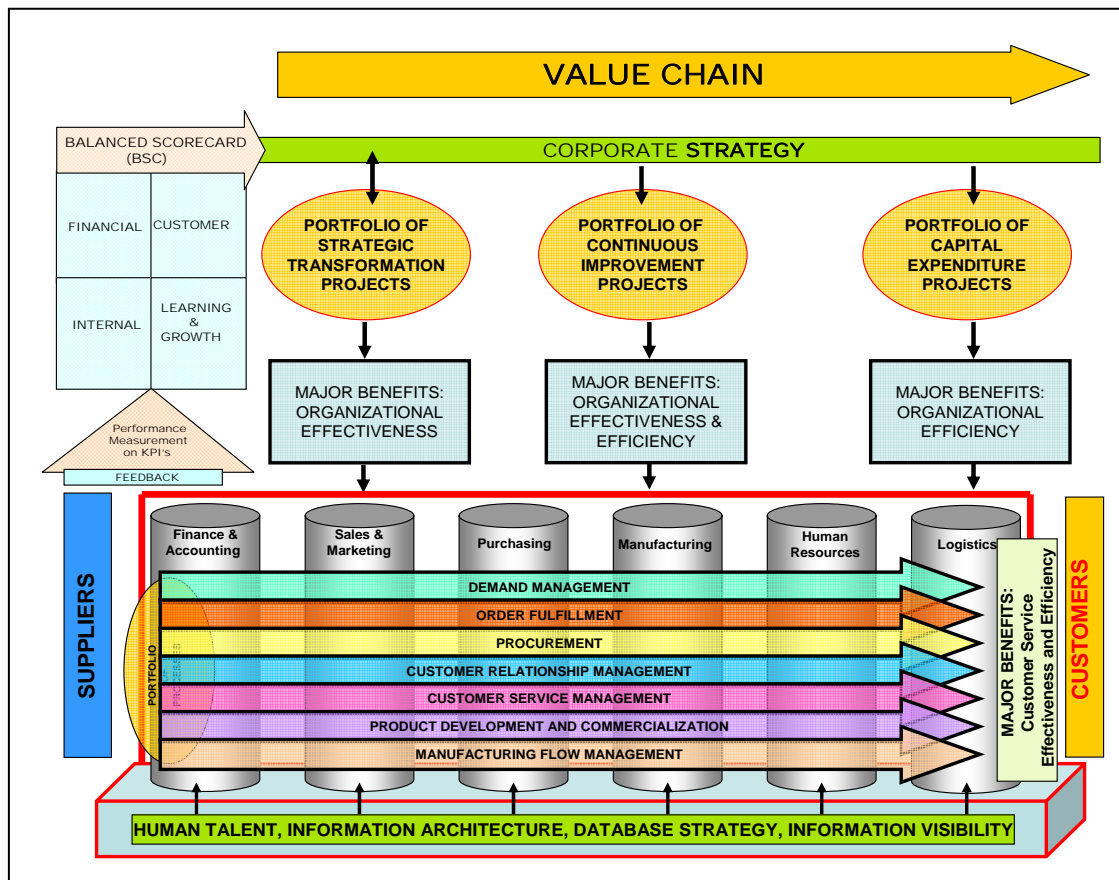 VALUE CHAIN
BALANCED SCORECARD
(BSC)
CORPORATE STRATEGY
FINANCIAL
CUSTOMER
INTERNAL
LEARNING
&
GROWTH
Performance
Measurement
on KPI's
FEEDBACK
PORTFOLIO OF
STRATEGIC
TRANSFORMATION
PROJECTS
PORTFOLIO OF
CONTINUOUS
IMPROVEMENT
PROJECTS
PORTFOLIO OF
CAPITAL
EXPENDITURE
PROJECTS
MAJOR BENEFITS:
ORGANIZATIONAL
EFFECTIVENESS
MAJOR BENEFITS:
ORGANIZATIONAL
EFFECTIVENESS &
EFFICIENCY
MAJOR BENEFITS:
ORGANIZATIONAL
EFFICIENCY
SUPPLIERS
Finance &
Accounting
Sales &
Marketing
Purchasing
Manufacturing
Human
Resources
Logistics
PORTFOLIO
PROCESSES
DEMAND MANAGEMENT
ORDER FULFILLMENT
PROCUREMENT
CUSTOMER RELATIONSHIP MANAGEMENT
CUSTOMER SERVICE MANAGEMENT
PRODUCT DEVELOPMENT AND COMMERCIALIZATION
MANUFACTURING FLOW MANAGEMENT
MAJOR BENEFITS:
Customer Service
Effectiveness and Efficiency
CUSTOMERS
HUMAN TALENT, INFORMATION ARCHITECTURE, DATABASE STRATEGY, INFORMATION VISIBILITY